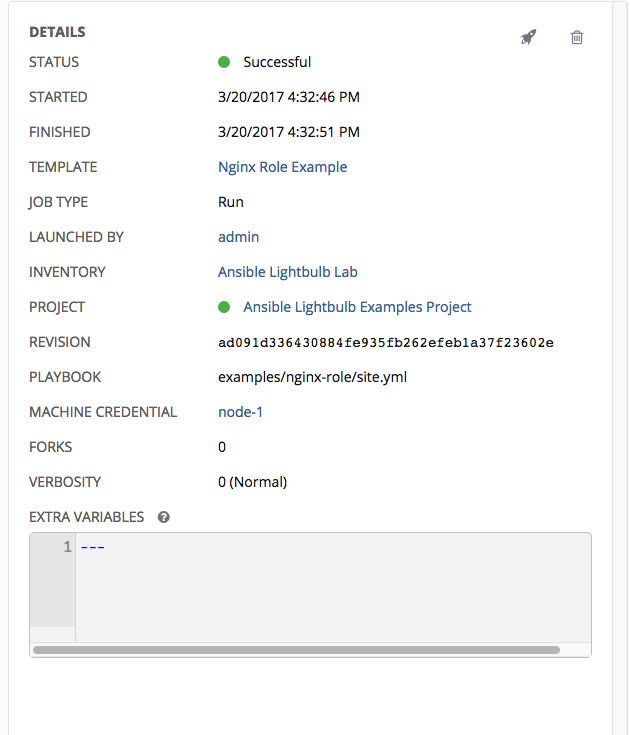 DETAILS
STATUS Successful
STARTED 3/20/2017 4:32:46 PM
FINISHED 3/20/2017 4:32:51 PM
TEMPLATE Nginx Role Example
JOB TYPE Run
LAUNCHED BY admin
INVENTORY Ansible Lightbulb Lab
PROJECT Ansible Lightbulb Examples Project
REVISION ad091d336430884fe935fb262efeb1a37f23602e
PLAYBOOK examples/nginx-role/site.yml
MACHINE CREDENTIAL node-1
FORKS 0
VERBOSITY 0 (Normal)
EXTRA VARIABLES ?
1 ---